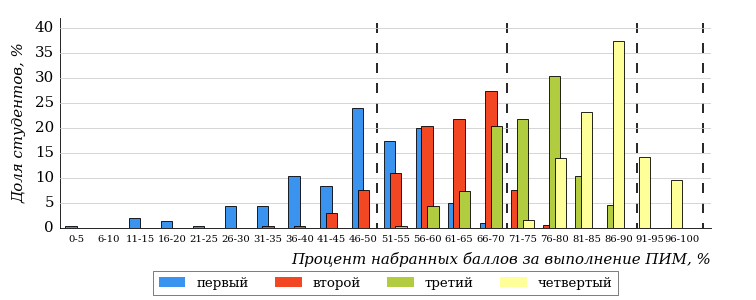 Доля студентов, %
40
35
30
25
20
15
10
5
0
0-5 6-10 11-15 16-20 21-25 26-30 31-35 36-40 41-45 46-50 51-55 56-60 61-65 66-70 71-75 76-80 81-85 86-90 91-95 96-100
Процент набранных баллов за выполнение ПИМ, %
первый второй третий четвертый